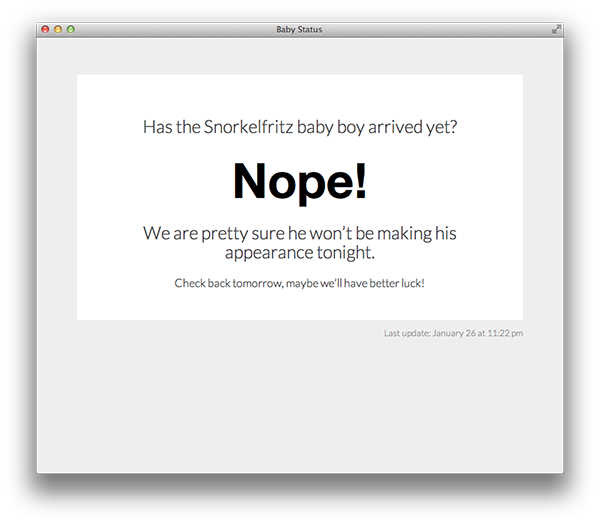 Baby Status
Has the Snorkelfritz baby boy arrived yet?
Nope!
We are pretty sure he won’t be making his
appearance tonight.
Check back tomorrow, maybe we’ll have better luck!
Last update: January 26 at 11:22 pm